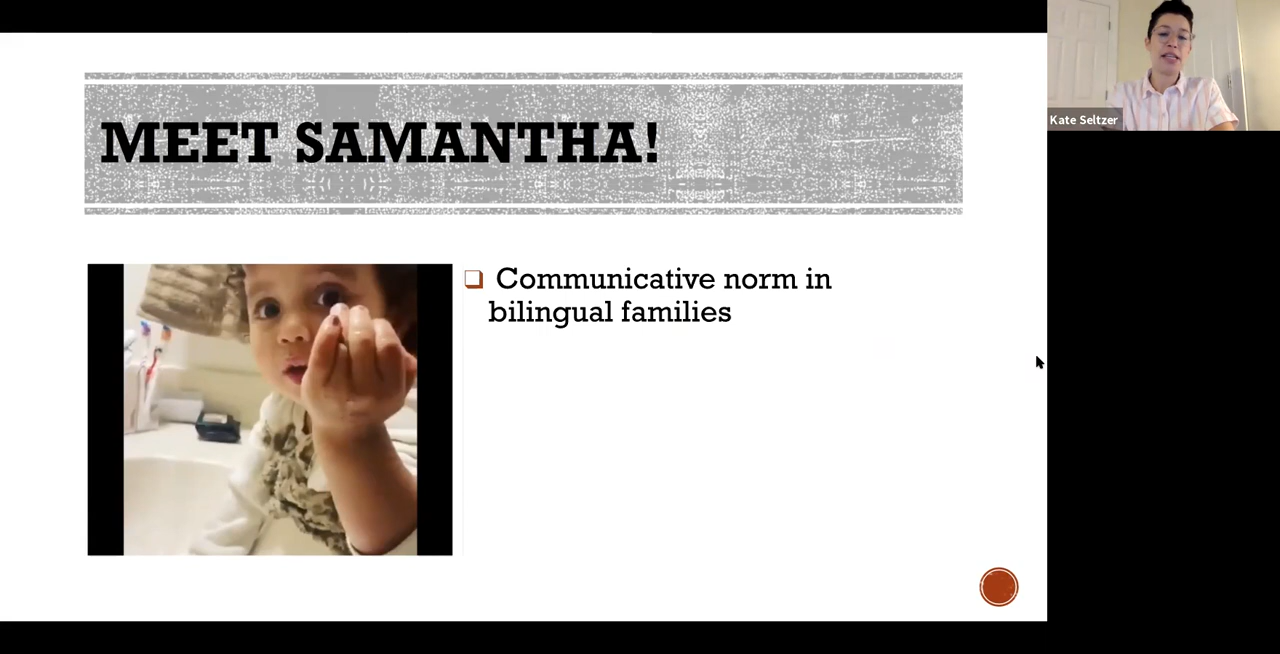 MEET SAMANTHA!
Communicative norm in
bilingual families
Kate Seltzer